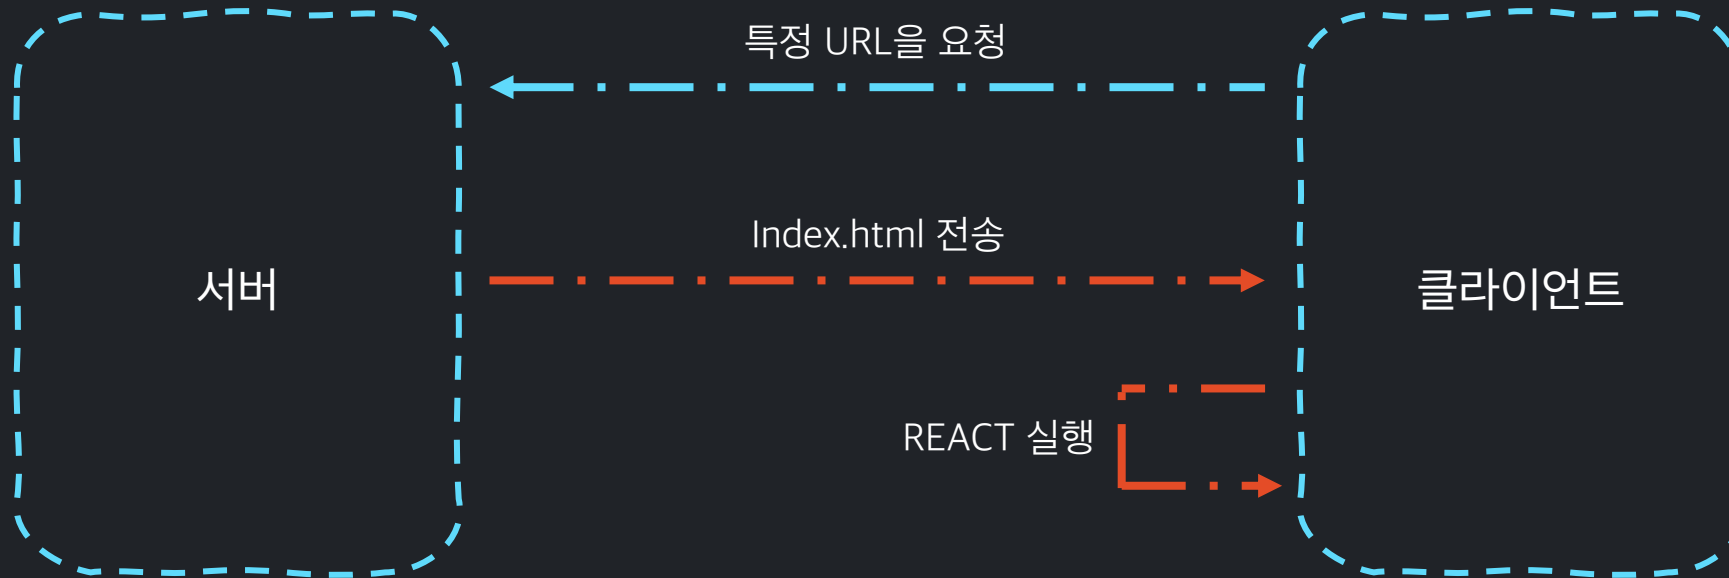 특정 URL을 요청
Index.html 전송
서버
클라이언트
REACT 실행